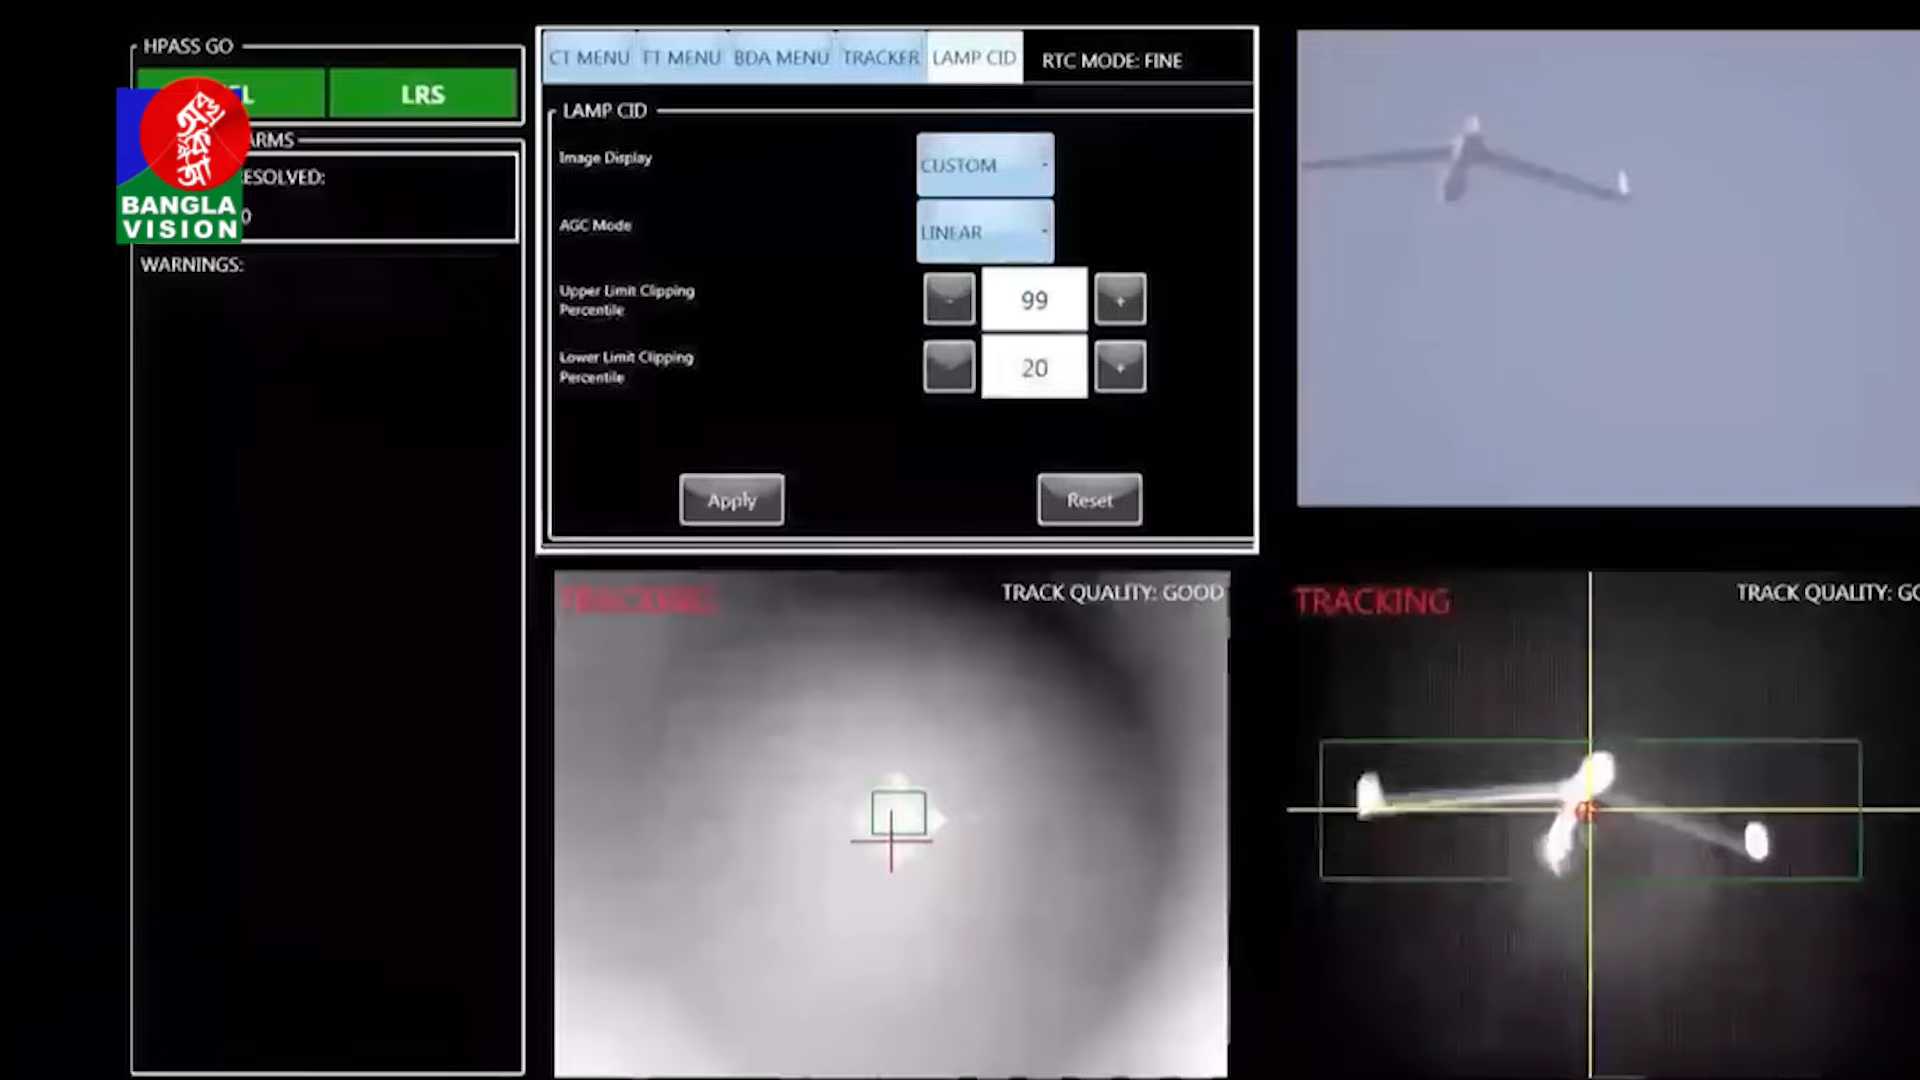 HPASS GO
LRS
BANGLA
VISION
WARNINGS:
CT MENU
FT MENU
BDA MENU
TRACKER
LAMP CID
RTC MODE: FINE
LAMP CID
Image Display
CUSTOM
AGC Mode
LINEAR
Upper Limit Clipping
Percentile
-
99
+
Lower Limit Clipping
Percentile
-
20
+
Apply
Reset
TRACKING
TRACK QUALITY: GOOD
TRACKING
TRACK QUALITY: GO